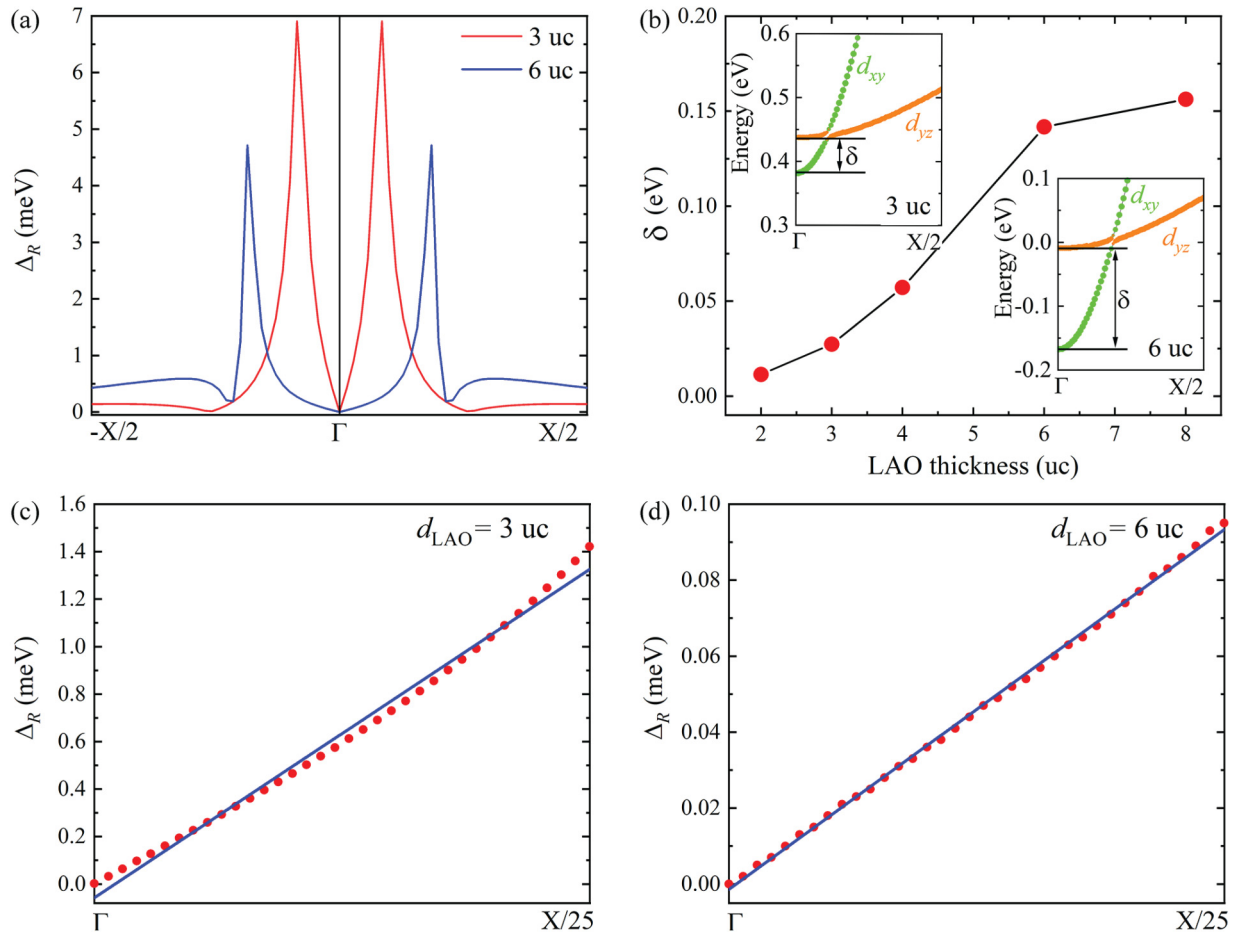 (a)
7
6
5
4
3
2
1
0
Δ_R (meV)
3 uc
6 uc
-X/2
Γ
X/2
(b)
0.20
0.15
0.10
0.05
0.00
δ (eV)
2
3
4
5
6
7
8
LAO thickness (uc)
0.6
0.5
0.4
0.3
Energy (eV)
d_xy
d_yz
δ
3 uc
Γ
X/2
0.1
0.0
-0.1
-0.2
Energy (eV)
d_xy
d_yz
δ
6 uc
Γ
X/2
(c)
1.6
1.4
1.2
1.0
0.8
0.6
0.4
0.2
0.0
Δ_R (meV)
d_LAO = 3 uc
Γ
X/25
(d)
0.10
0.08
0.06
0.04
0.02
0.00
Δ_R (meV)
d_LAO = 6 uc
Γ
X/25